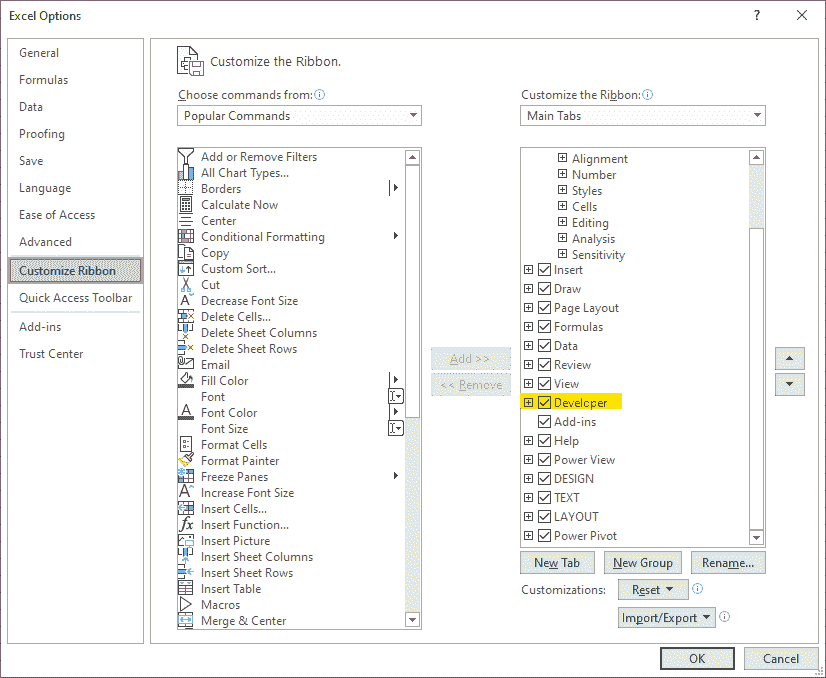 Excel Options
?
General
Formulas
Data
Proofing
Save
Language
Ease of Access
Advanced
Customize Ribbon
Quick Access Toolbar
Add-ins
Trust Center
Customize the Ribbon.
Choose commands from:
Popular Commands
Add or Remove Filters
All Chart Types...
Borders
Calculate Now
Center
Conditional Formatting
Copy
Custom Sort...
Cut
Decrease Font Size
Delete Cells...
Delete Sheet Columns
Delete Sheet Rows
Email
Fill Color
Font
Font Color
Font Size
Format Cells
Format Painter
Freeze Panes
Increase Font Size
Insert Cells...
Insert Function...
Insert Picture
Insert Sheet Columns
Insert Sheet Rows
Insert Table
Macros
Merge & Center
Add >>
<< Remove
Customize the Ribbon:
Main Tabs
Alignment
Number
Styles
Cells
Editing
Analysis
Sensitivity
Insert
Draw
Page Layout
Formulas
Data
Review
View
Developer
Add-ins
Help
Power View
DESIGN
TEXT
LAYOUT
Power Pivot
New Tab
New Group
Rename...
Customizations:
Reset
Import/Export
OK
Cancel